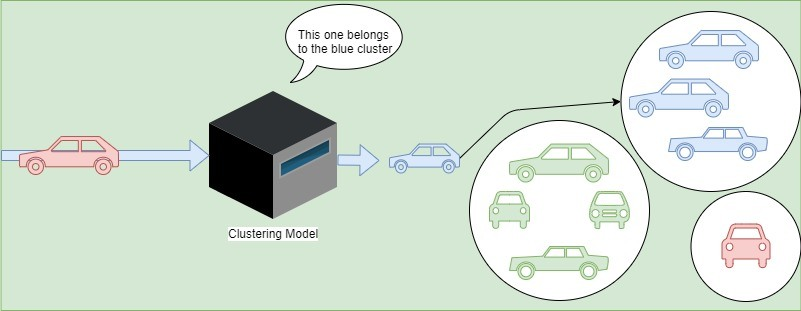 This one belongs
to the blue cluster
Clustering Model